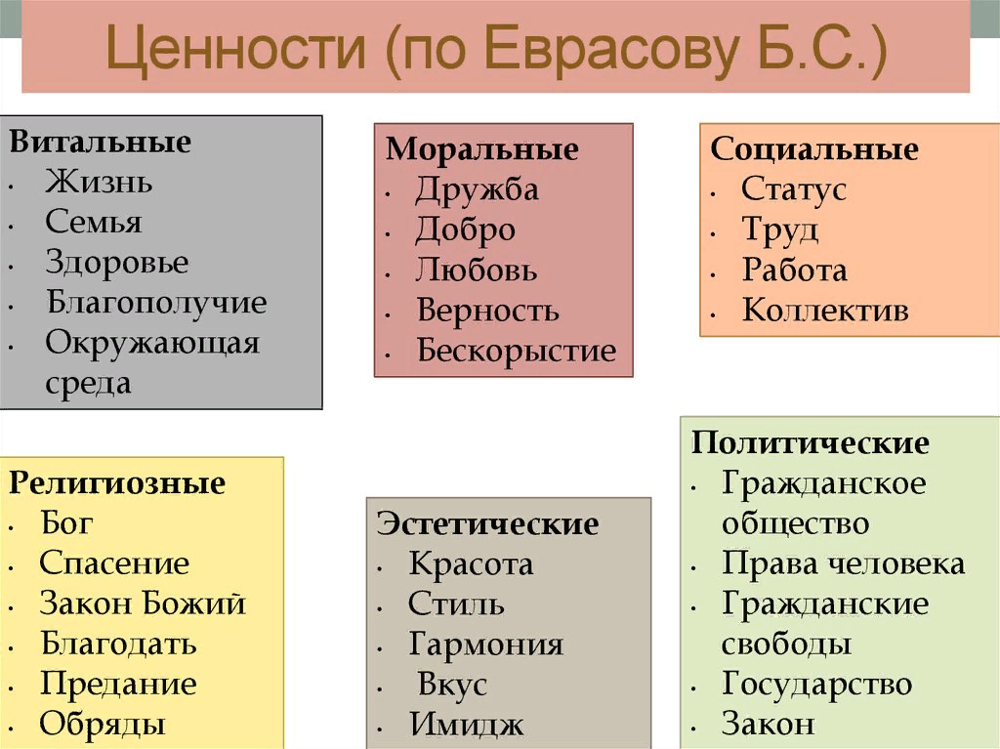 Ценности (по Еврасову Б.С.)
Витальные
• Жизнь
• Семья
• Здоровье
• Благополучие
• Окружающая
среда
Моральные
• Дружба
• Добро
• Любовь
• Верность
• Бескорыстие
Социальные
• Статус
• Труд
• Работа
• Коллектив
Религиозные
• Бог
• Спасение
• Закон Божий
• Благодать
• Предание
• Обряды
Эстетические
• Красота
• Стиль
• Гармония
• Вкус
• Имидж
Политические
• Гражданское
общество
• Права человека
• Гражданские
свободы
• Государство
• Закон